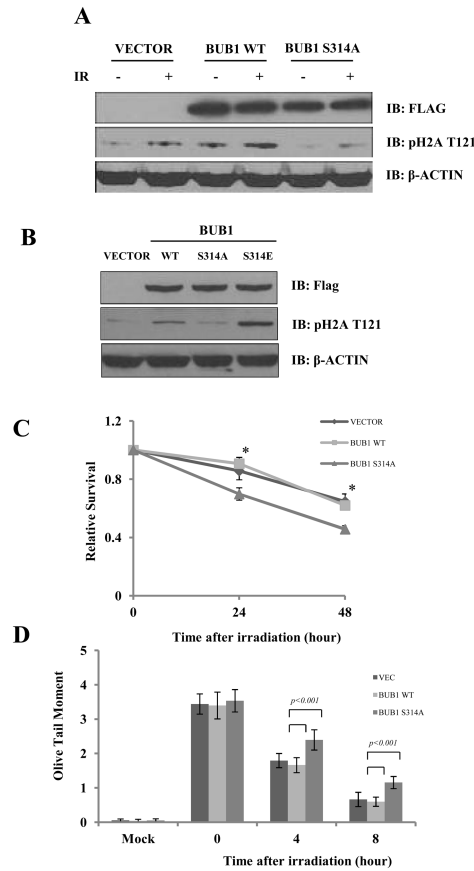 A
VECTOR BUB1 WT BUB1 S314A
IR - + - + - +
IB: FLAG
IB: pH2A T121
IB: β-ACTIN
B
BUB1
VECTOR WT S314A S314E
IB: Flag
IB: pH2A T121
IB: β-ACTIN
C
Relative Survival
1.2
0.8
0.4
0
0 24 48
* *
VECTOR
BUB1 WT
BUB1 S314A
Time after irradiation (hour)
D
Olive Tail Moment
5
4
3
2
1
0
VEC
BUB1 WT
BUB1 S314A
p<0.001
p<0.001
Mock 0 4 8
Time after irradiation (hour)